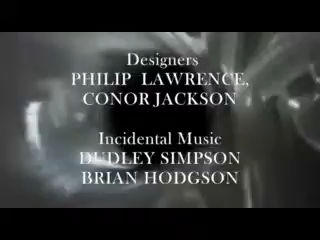 Designers
PHILIP LAWRENCE,
CONOR JACKSON
Incidental Music
DUDLEY SIMPSON
BRIAN HODGSON